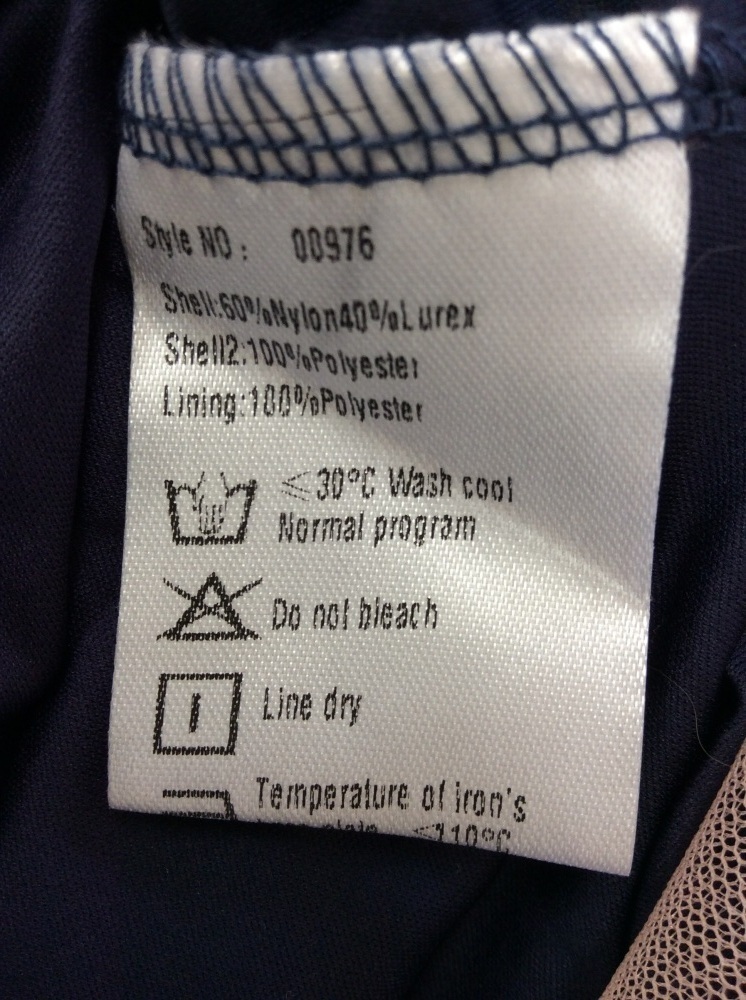 Style NO: 00976
Shell:60%Nylon40%Lurex
Shell2:100%Polyester
Lining:100%Polyester
≤30°C Wash cool
Normal program
Do not bleach
Line dry
Temperature of iron's
≤110°C